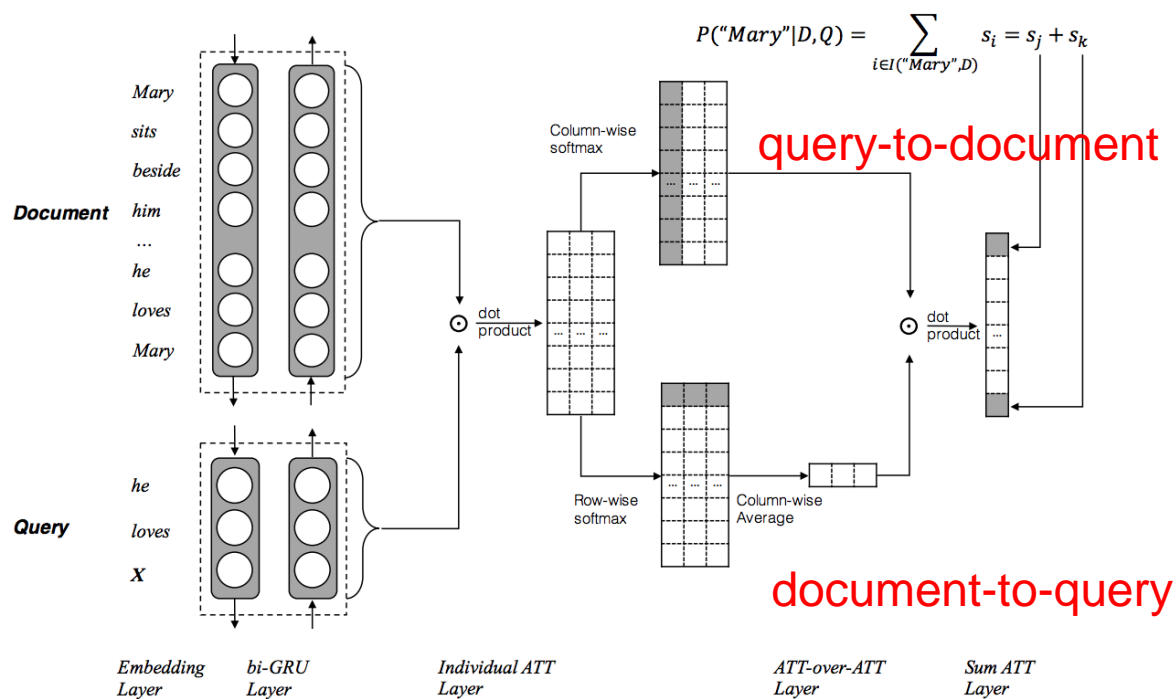 P("Mary"|D,Q) = ∑ s_i = s_j + s_k
i∈I("Mary",D)
Mary
sits
beside
him
...
he
loves
Mary
Document
Column-wise
softmax
query-to-document
... ... ...
dot
product
... ... ...
dot
product
...
he
loves
X
Query
... ... ...
Row-wise
softmax
Column-wise
Average
document-to-query
Embedding
Layer
bi-GRU
Layer
Individual ATT
Layer
ATT-over-ATT
Layer
Sum ATT
Layer